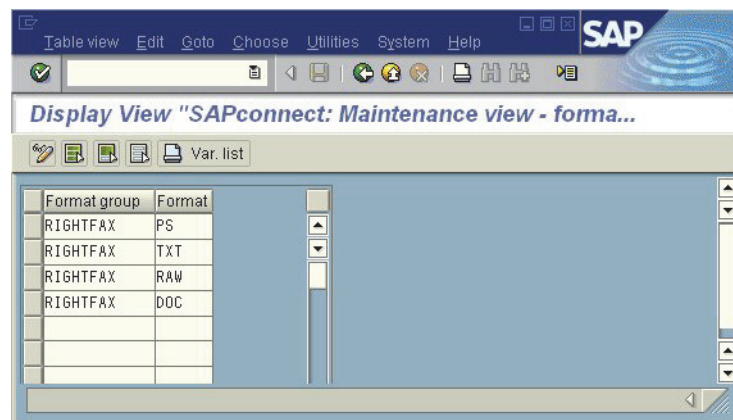 Table view Edit Goto Choose Utilities System Help
SAP
Display View "SAPconnect: Maintenance view - forma...
Var. list
Format group Format
RIGHTFAX PS
RIGHTFAX TXT
RIGHTFAX RAW
RIGHTFAX DOC